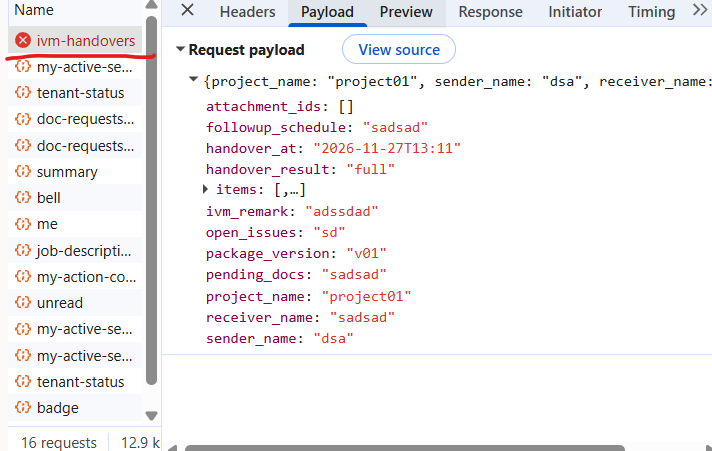 Name
ivm-handovers
my-active-se...
tenant-status
doc-requests...
doc-requests...
summary
bell
me
job-descripti...
my-action-co...
unread
my-active-se...
my-active-se...
tenant-status
badge
16 requests 12.9 k
Headers Payload Preview Response Initiator Timing
Request payload View source
{project_name: "project01", sender_name: "dsa", receiver_name:
attachment_ids: []
followup_schedule: "sadsad"
handover_at: "2026-11-27T13:11"
handover_result: "full"
items: [,…]
ivm_remark: "adssdad"
open_issues: "sd"
package_version: "v01"
pending_docs: "sadsad"
project_name: "project01"
receiver_name: "sadsad"
sender_name: "dsa"